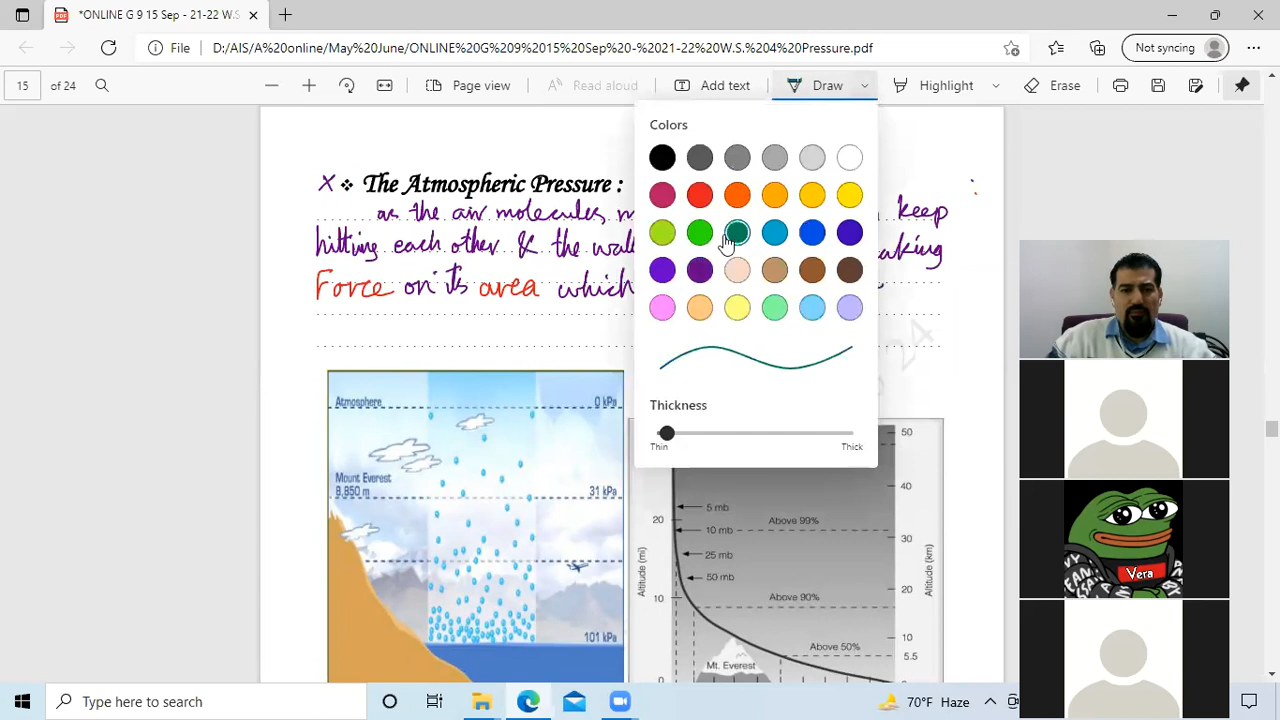 *ONLINE G 9 15 Sep - 21-22 W.S.
File D:/AIS/A%20online/May%20June/ONLINE%20G%209%2015%20Sep%20-%2021-22%20W.S.%204%20Pressure.pdf Not syncing
15 of 24 Page view Read aloud Add text Draw Highlight Erase
Colors
Thickness
Thin Thick
X ❖ The Atmospheric Pressure :
as the air molecules keep
hitting each other & the aking
Force on it's area which
24
Atmosphere 0 kPa
Mount Everest
8,850 m 31 kPa
101 kPa
50
40
5 mb
20 Above 99%
10 mb 30
25 mb
Altitude (mi) Altitude (km)
50 mb
20
10 Above 90%
10
Above 50%
5.5
Mt. Everest
0
Vera
Type here to search 70°F Haze